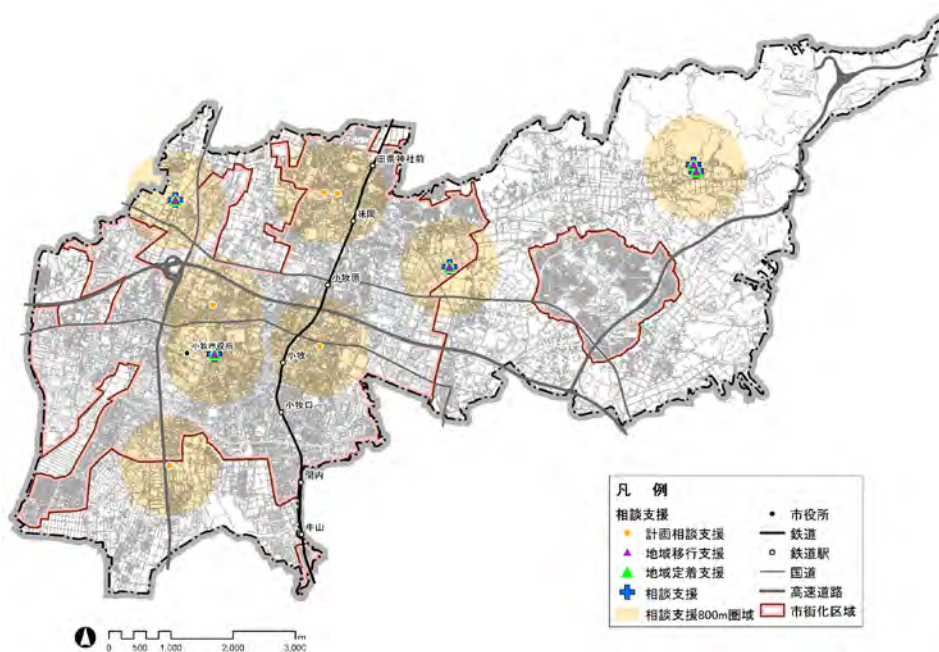 田県神社前
味岡
小牧原
小牧市役所
小牧
小牧口
間内
牛山
凡 例
相談支援
計画相談支援
地域移行支援
地域定着支援
相談支援
相談支援800m圏域
市役所
鉄道
鉄道駅
国道
高速道路
市街化区域
0 500 1,000 2,000 3,000 m